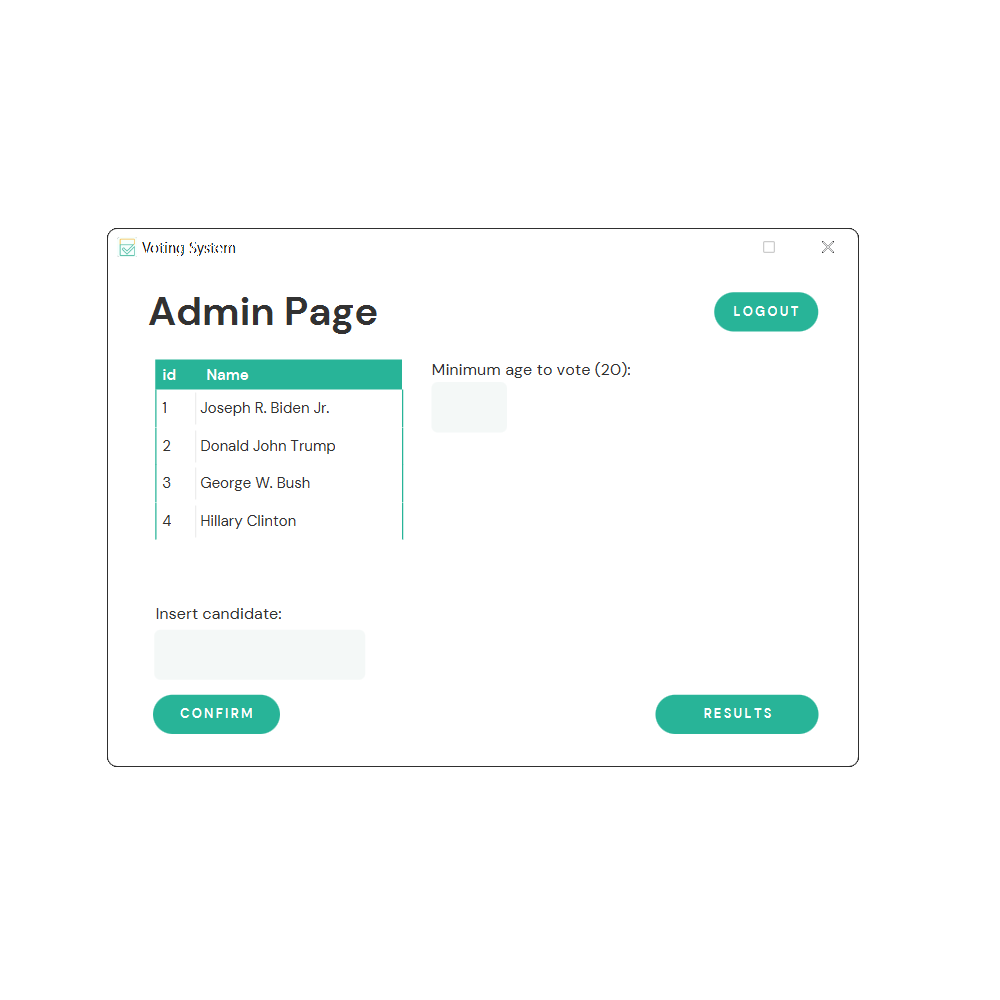 Voting System
Admin Page
LOGOUT
id Name
1 Joseph R. Biden Jr.
2 Donald John Trump
3 George W. Bush
4 Hillary Clinton
Minimum age to vote (20):
Insert candidate:
CONFIRM
RESULTS